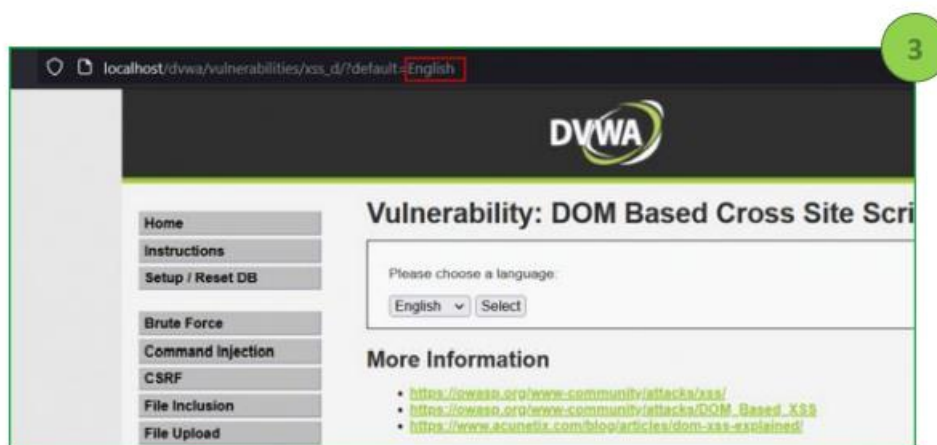 3
localhost/dvwa/vulnerabilities/xss_d/?default=English
DVWA
Home
Instructions
Setup / Reset DB
Brute Force
Command Injection
CSRF
File Inclusion
File Upload
Vulnerability: DOM Based Cross Site Scri
Please choose a language:
English Select
More Information
https://owasp.org/www-community/attacks/xss/
https://owasp.org/www-community/attacks/DOM_Based_XSS
https://www.acunetix.com/blog/articles/dom-xss-explained/